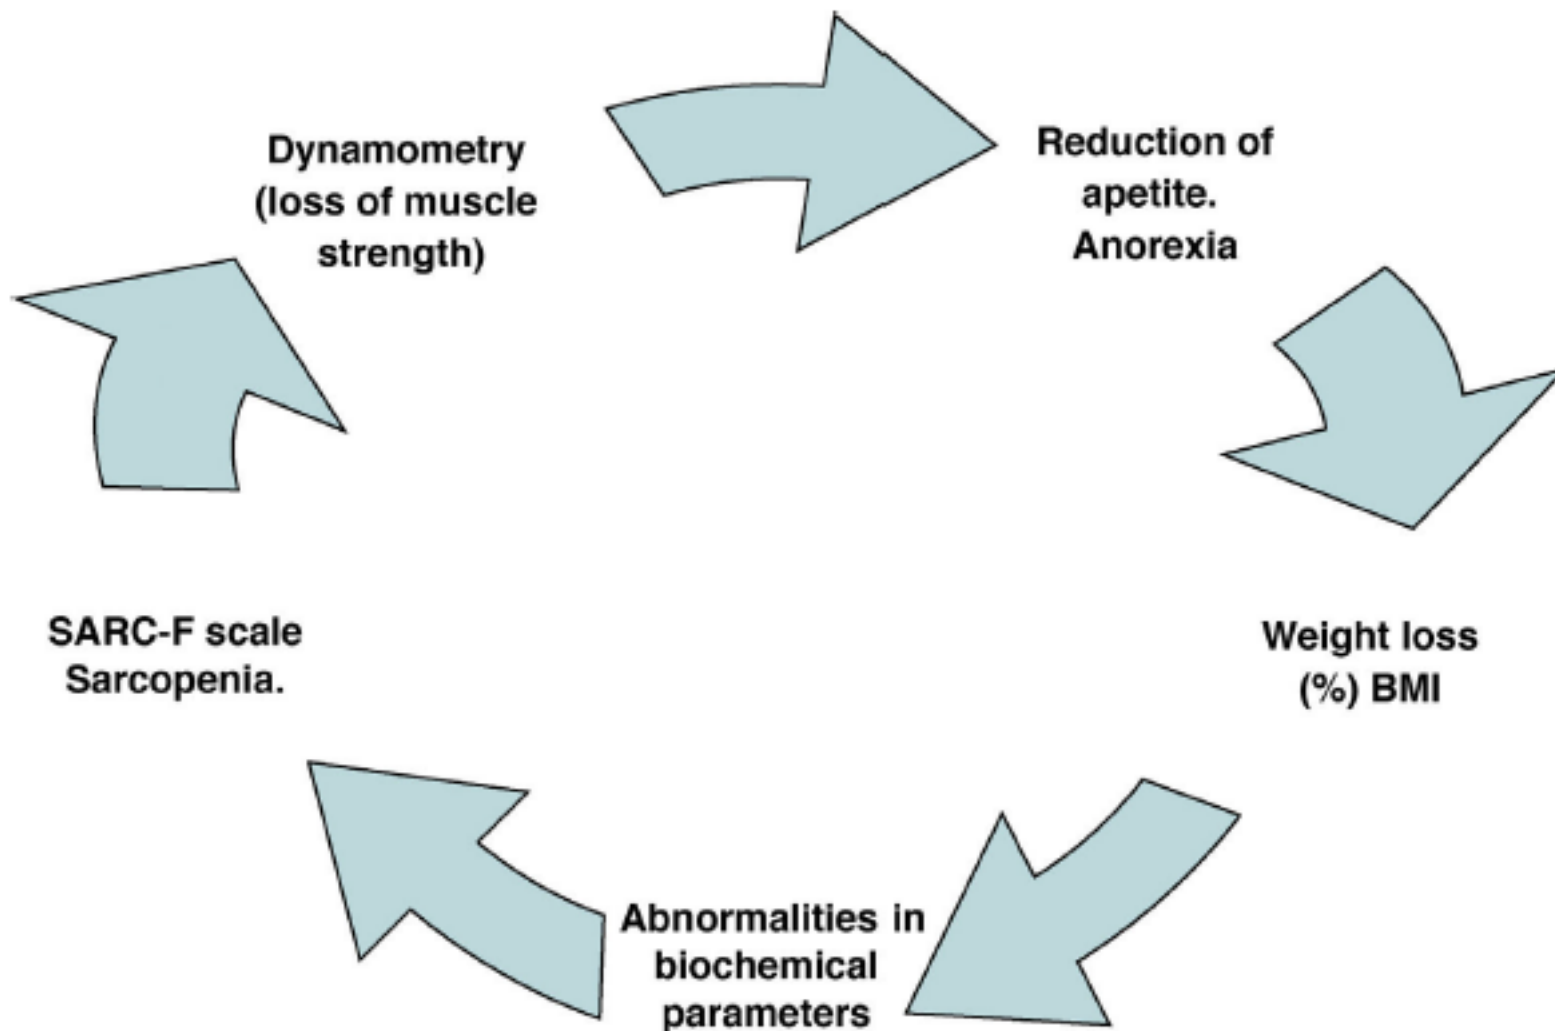 Dynamometry
(loss of muscle
strength)
Reduction of
apetite.
Anorexia
Weight loss
(%) BMI
Abnormalities in
biochemical
parameters
SARC-F scale
Sarcopenia.